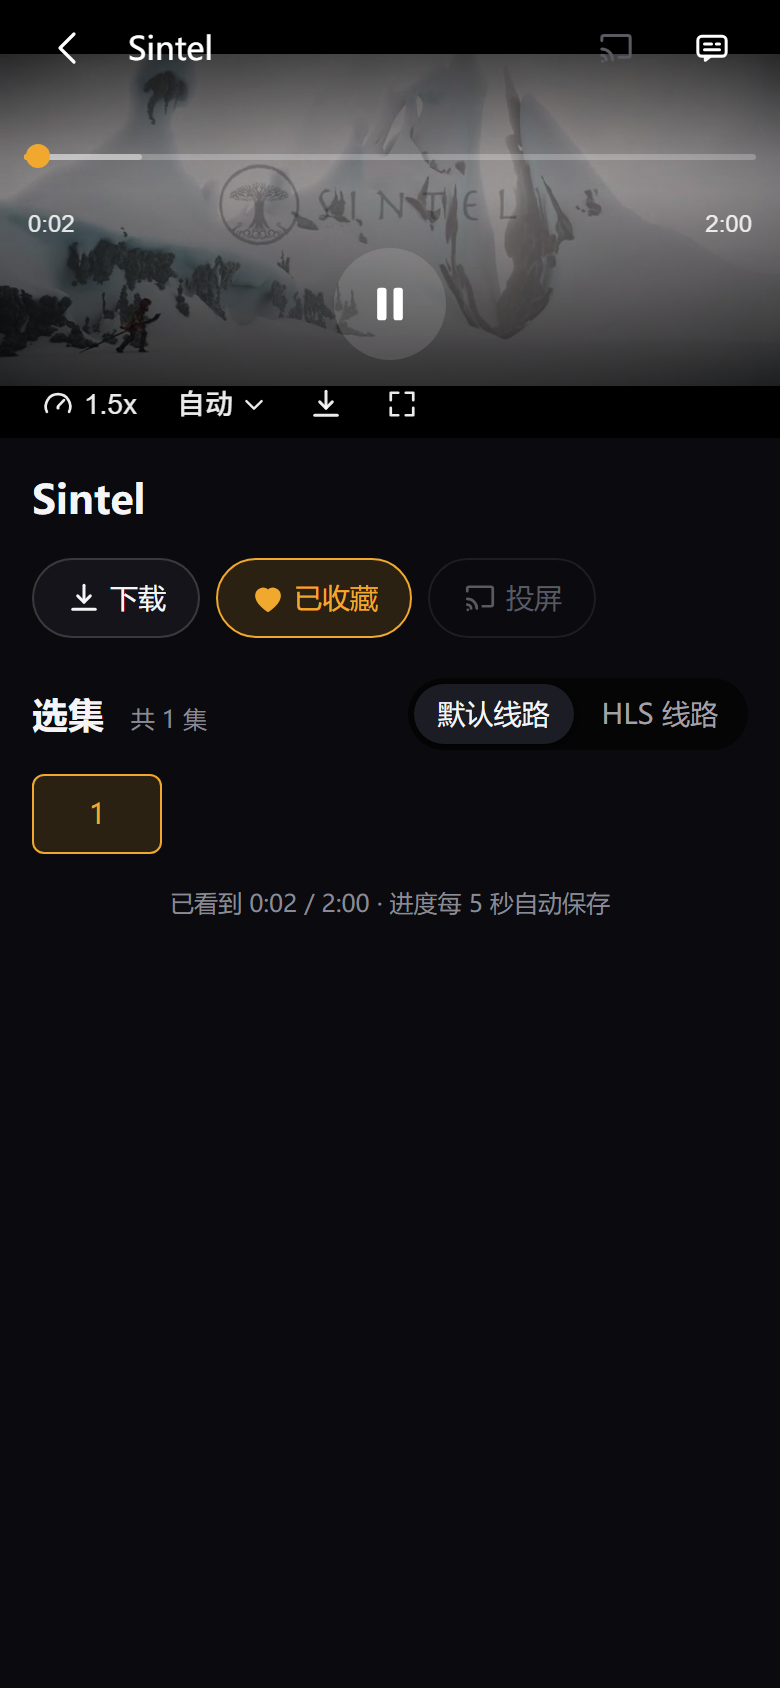 Sintel
SINTEL
0:02
2:00
1.5x 自动
Sintel
下载 已收藏 投屏
选集 共 1 集 默认线路 HLS 线路
1
已看到 0:02 / 2:00 · 进度每 5 秒自动保存